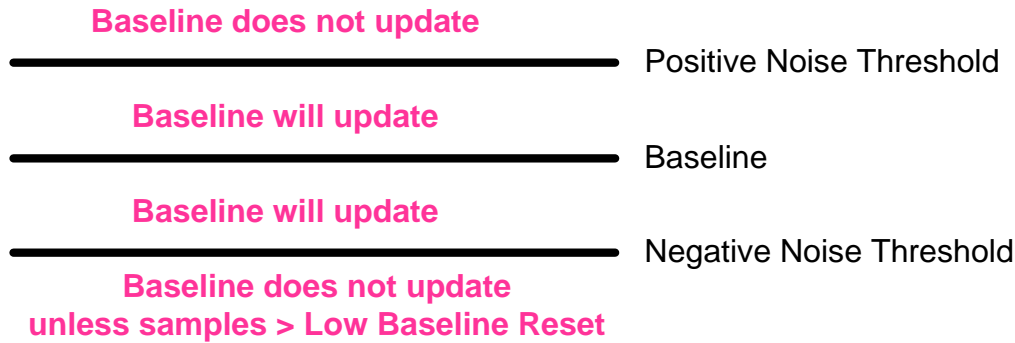 Baseline does not update
Positive Noise Threshold
Baseline will update
Baseline
Baseline will update
Negative Noise Threshold
Baseline does not update
unless samples > Low Baseline Reset